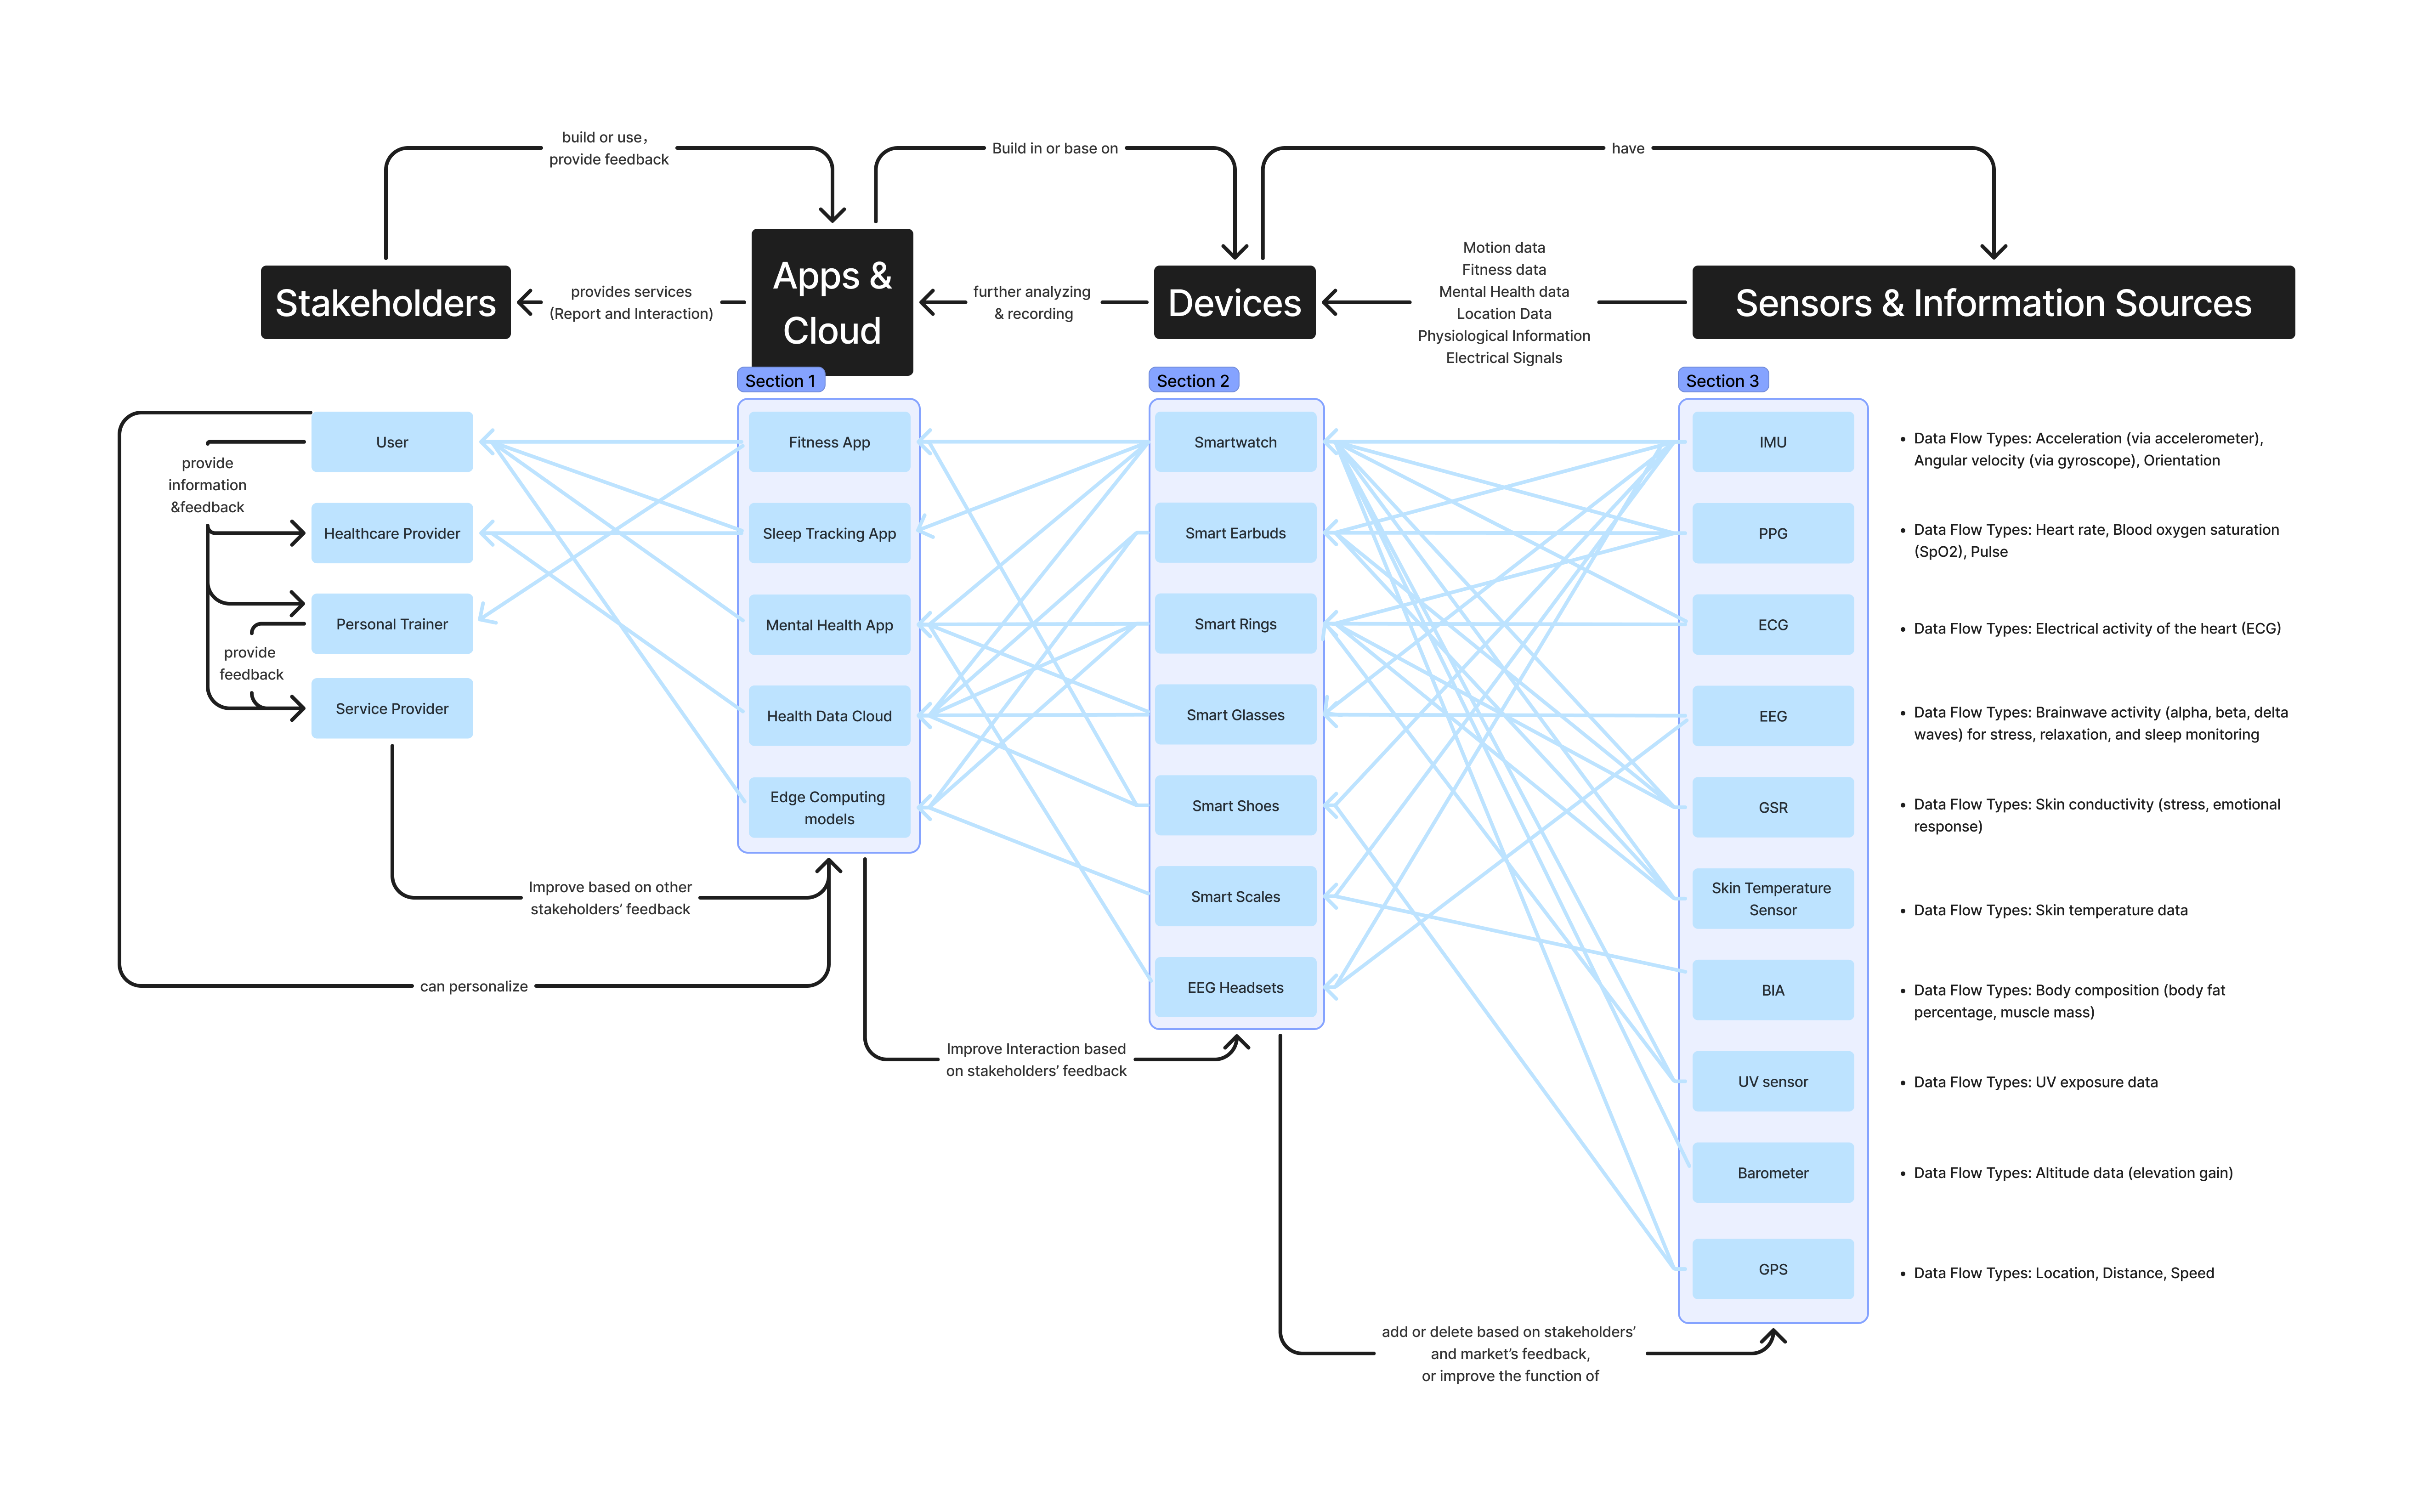 build or use，
provide feedback
Build in or base on
have
Stakeholders
provides services
(Report and Interaction)
Apps &
Cloud
further analyzing
& recording
Devices
Motion data
Fitness data
Mental Health data
Location Data
Physiological Information
Electrical Signals
Sensors & Information Sources
Section 1
Section 2
Section 3
User
provide
information
&feedback
Healthcare Provider
Personal Trainer
provide
feedback
Service Provider
Fitness App
Sleep Tracking App
Mental Health App
Health Data Cloud
Edge Computing
models
Smartwatch
Smart Earbuds
Smart Rings
Smart Glasses
Smart Shoes
Smart Scales
EEG Headsets
IMU
• Data Flow Types: Acceleration (via accelerometer),
Angular velocity (via gyroscope), Orientation
PPG
• Data Flow Types: Heart rate, Blood oxygen saturation
(SpO2), Pulse
ECG
• Data Flow Types: Electrical activity of the heart (ECG)
EEG
• Data Flow Types: Brainwave activity (alpha, beta, delta
waves) for stress, relaxation, and sleep monitoring
GSR
• Data Flow Types: Skin conductivity (stress, emotional
response)
Skin Temperature
Sensor
• Data Flow Types: Skin temperature data
BIA
• Data Flow Types: Body composition (body fat
percentage, muscle mass)
UV sensor
• Data Flow Types: UV exposure data
Barometer
• Data Flow Types: Altitude data (elevation gain)
GPS
• Data Flow Types: Location, Distance, Speed
Improve based on other
stakeholders’ feedback
can personalize
Improve Interaction based
on stakeholders’ feedback
add or delete based on stakeholders’
and market’s feedback,
or improve the function of